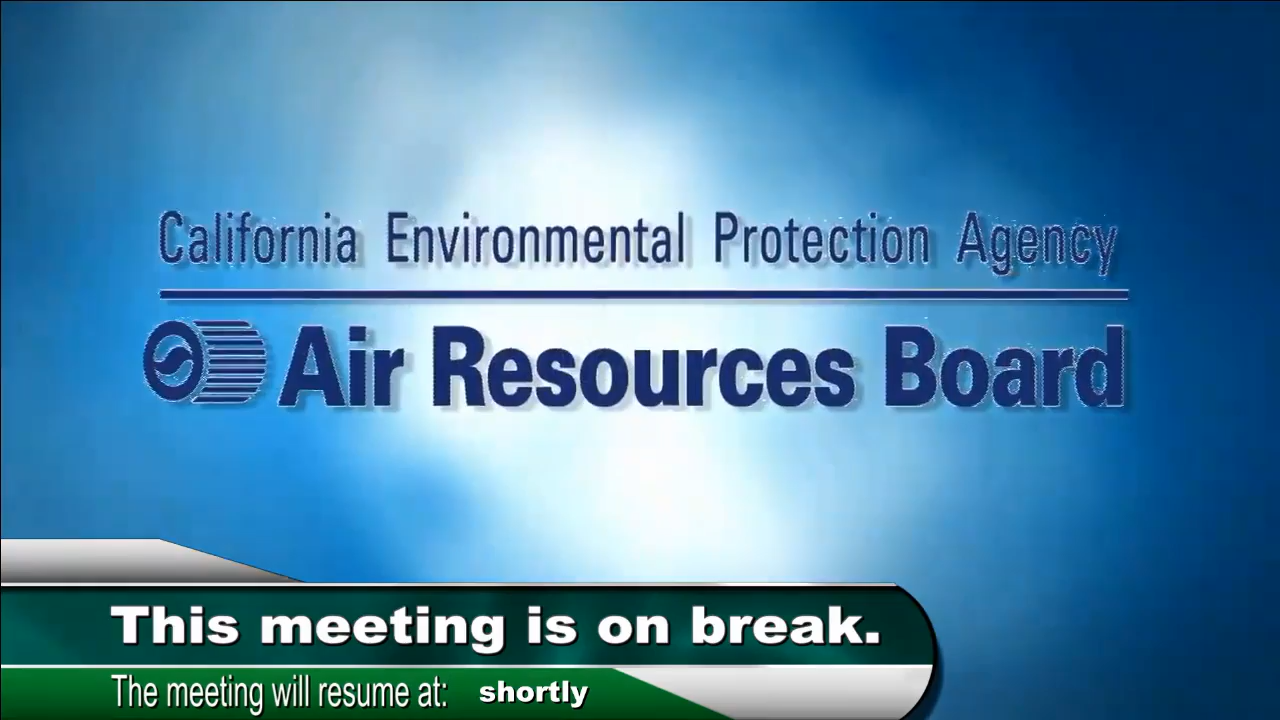 California Environmental Protection Agency
Air Resources Board
This meeting is on break.
The meeting will resume at: shortly